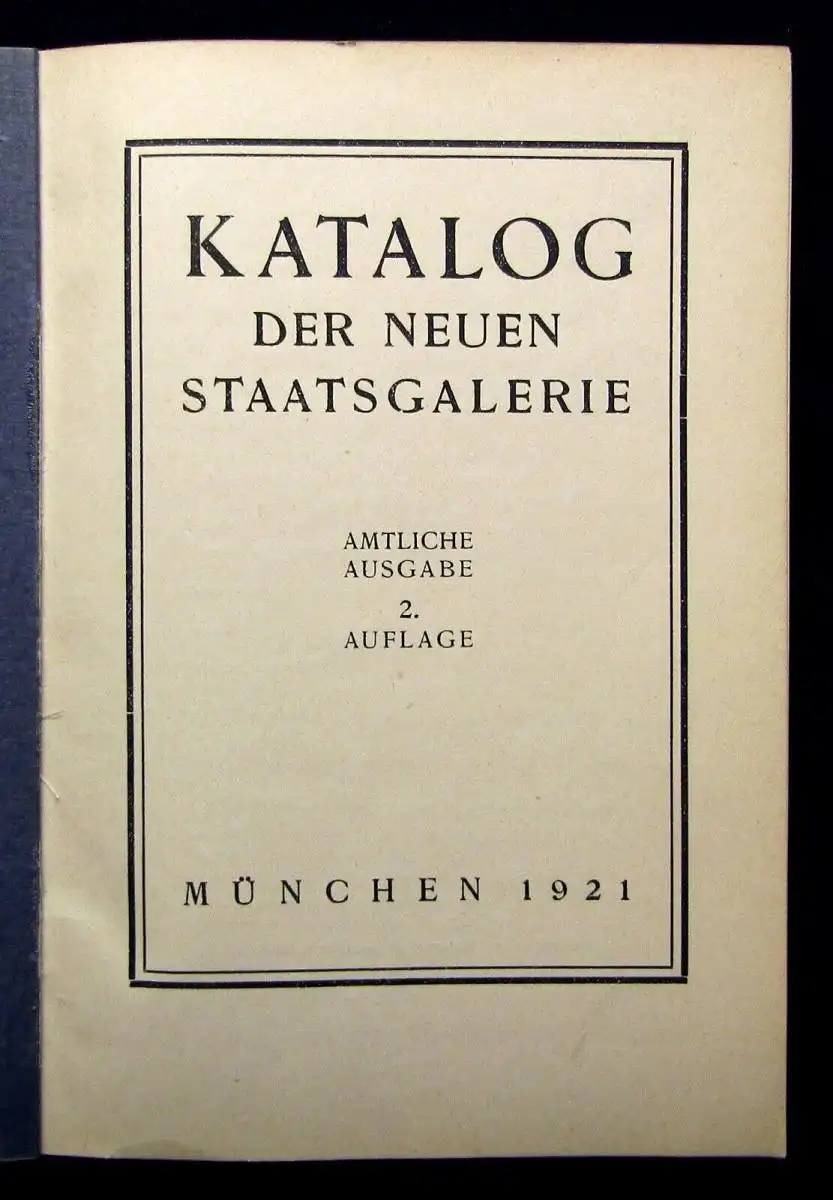 KATALOG
DER NEUEN
STAATSGALERIE
AMTLICHE
AUSGABE
2.
AUFLAGE
MÜNCHEN 1921